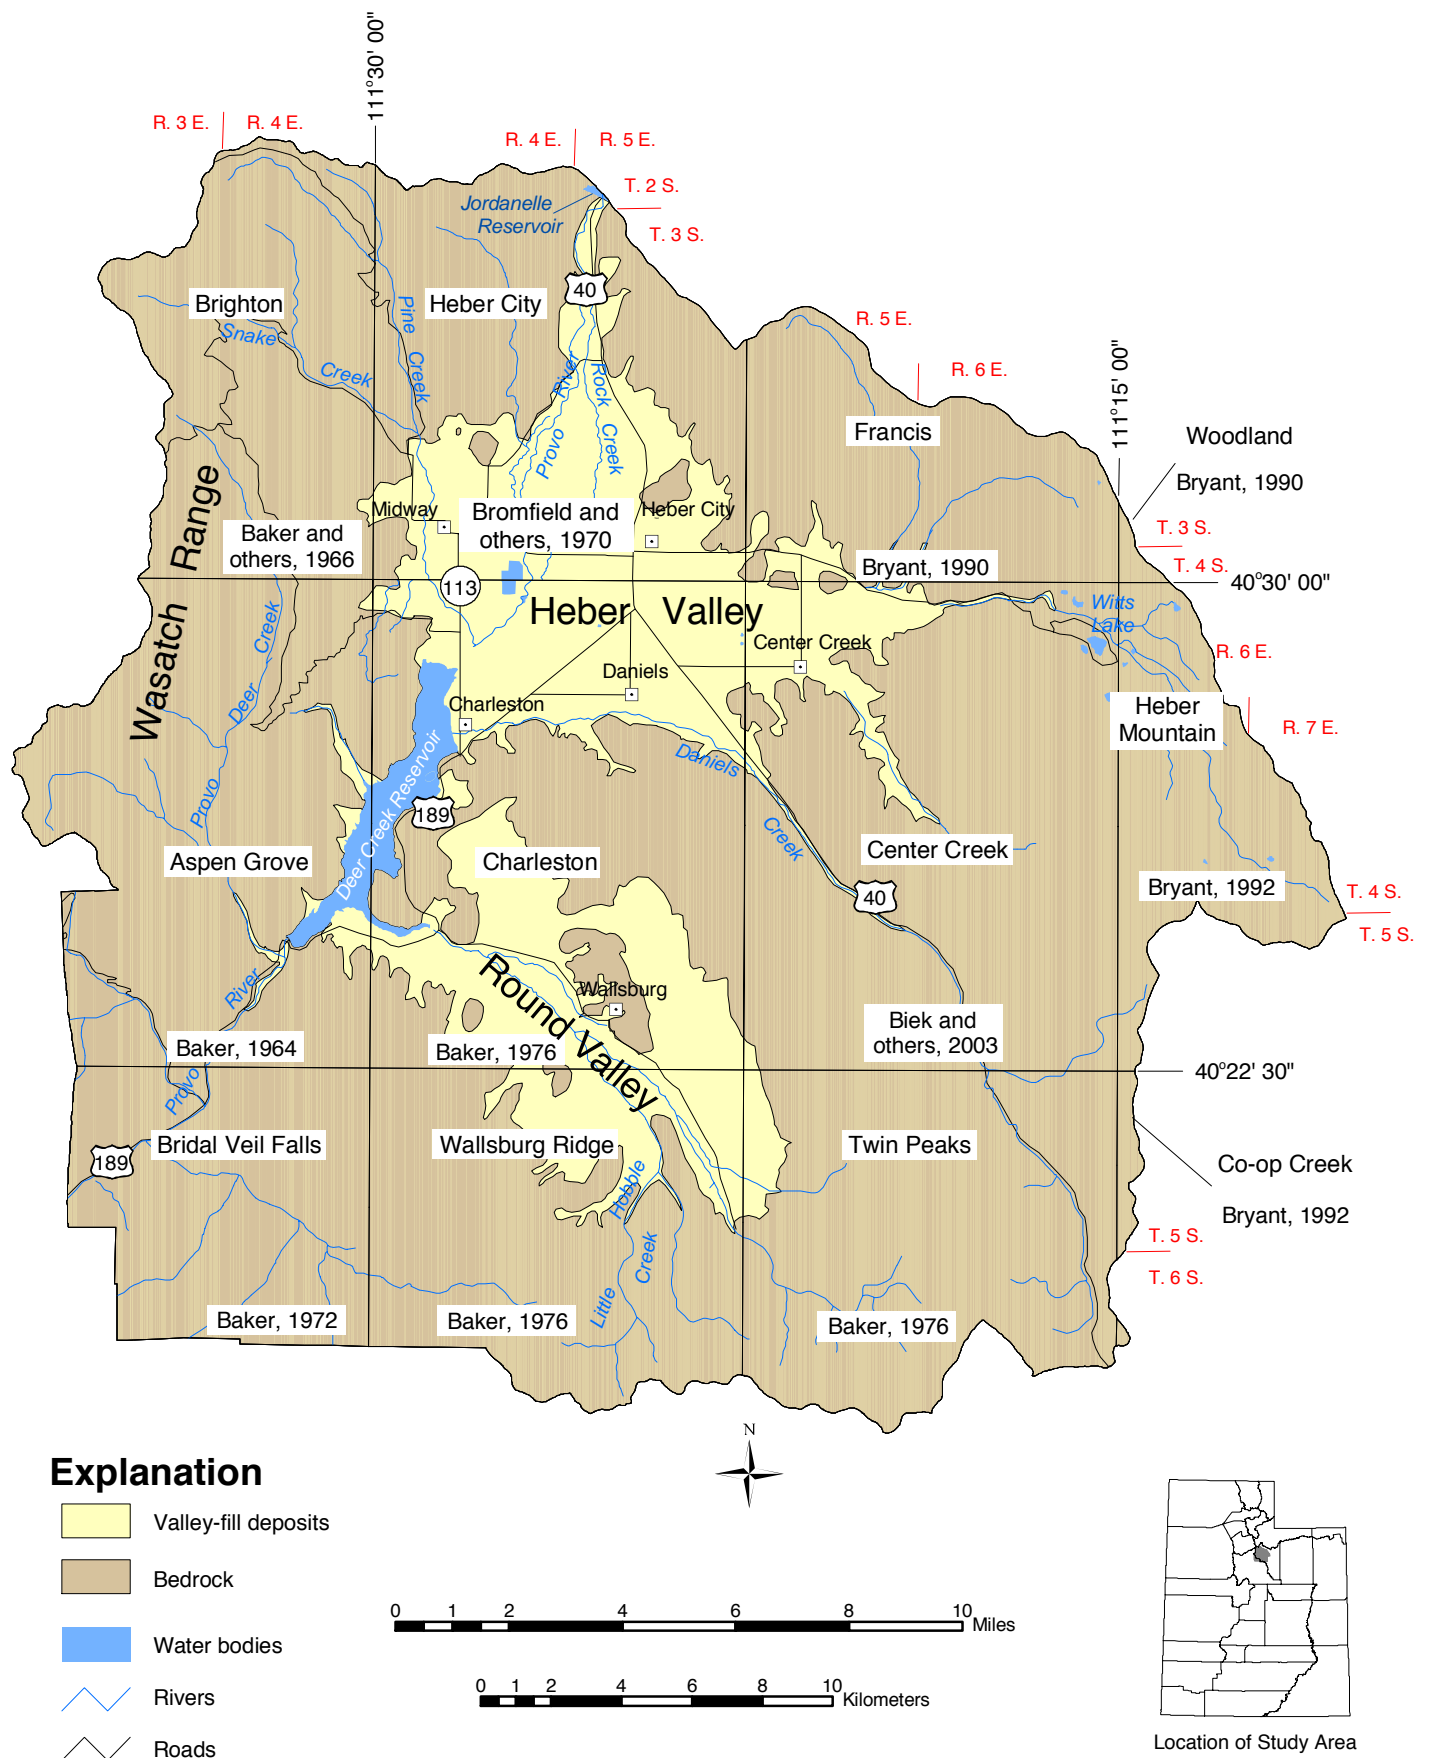 111°30' 00"
R. 3 E.
R. 4 E.
R. 4 E.
R. 5 E.
T. 2 S.
Jordanelle
Reservoir
T. 3 S.
40
Brighton
Heber City
Pine Creek
Snake Creek
R. 5 E.
R. 6 E.
111°15' 00"
Provo River
Rock Creek
Francis
Woodland
Bryant, 1990
Wasatch Range
Midway
Bromfield and
others, 1970
Heber City
Baker and
others, 1966
T. 3 S.
T. 4 S.
Bryant, 1990
40°30' 00"
113
Heber Valley
Witts
Lake
Center Creek
Provo Deer Creek
R. 6 E.
Daniels
Charleston
Heber
Mountain
R. 7 E.
Daniels Creek
Deer Creek Reservoir
189
Aspen Grove
Charleston
Center Creek
Bryant, 1992
T. 4 S.
T. 5 S.
40
Round Valley
Wallsburg
Provo River
Baker, 1964
Baker, 1976
Biek and
others, 2003
40°22' 30"
189
Bridal Veil Falls
Wallsburg Ridge
Twin Peaks
Co-op Creek
Bryant, 1992
Little Hobble Creek
T. 5 S.
T. 6 S.
Baker, 1972
Baker, 1976
Baker, 1976
N
Explanation
Valley-fill deposits
Bedrock
Water bodies
Rivers
Roads
0 1 2 4 6 8 10 Miles
0 1 2 4 6 8 10 Kilometers
Location of Study Area